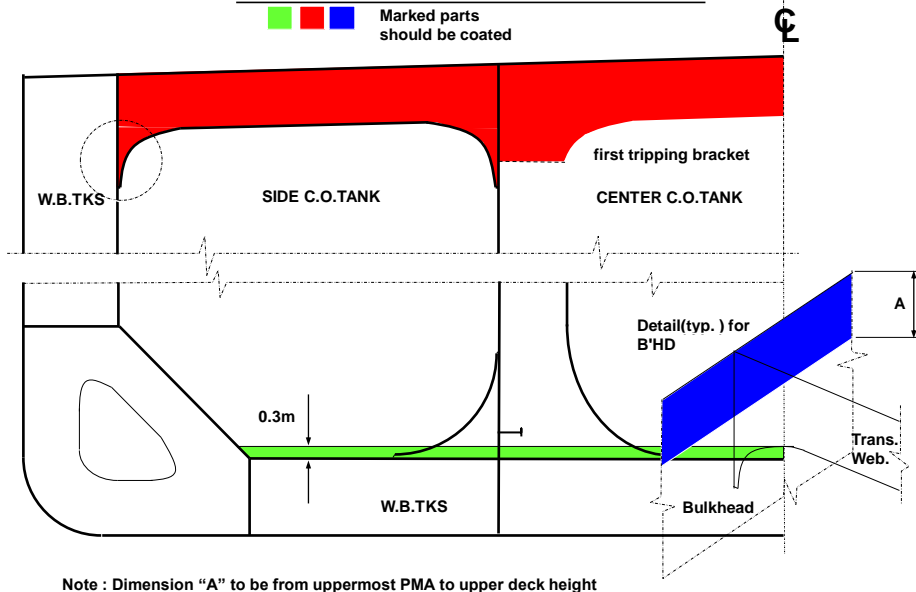 Marked parts
should be coated
℄
first tripping bracket
W.B.TKS
SIDE C.O.TANK
CENTER C.O.TANK
A
Detail(typ. ) for
B'HD
0.3m
Trans.
Web.
W.B.TKS
Bulkhead
Note : Dimension “A” to be from uppermost PMA to upper deck height